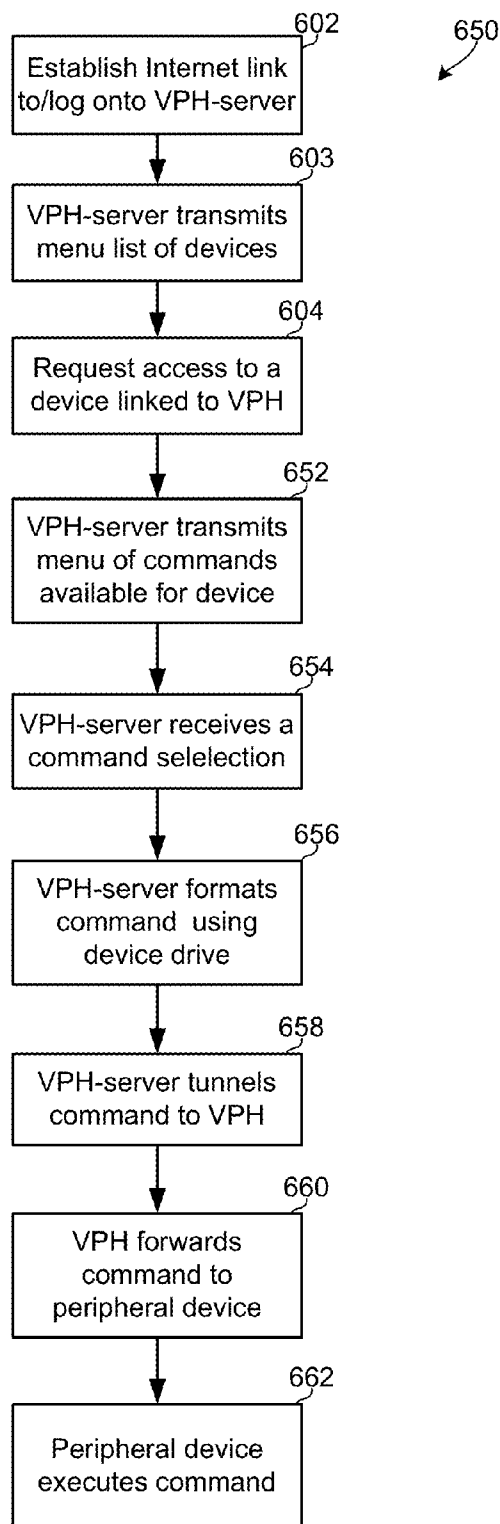 602
650
Establish Internet link
to/log onto VPH-server
603
VPH-server transmits
menu list of devices
604
Request access to a
device linked to VPH
652
VPH-server transmits
menu of commands
available for device
654
VPH-server receives a
command selelection
656
VPH-server formats
command using
device drive
658
VPH-server tunnels
command to VPH
660
VPH forwards
command to
peripheral device
662
Peripheral device
executes command